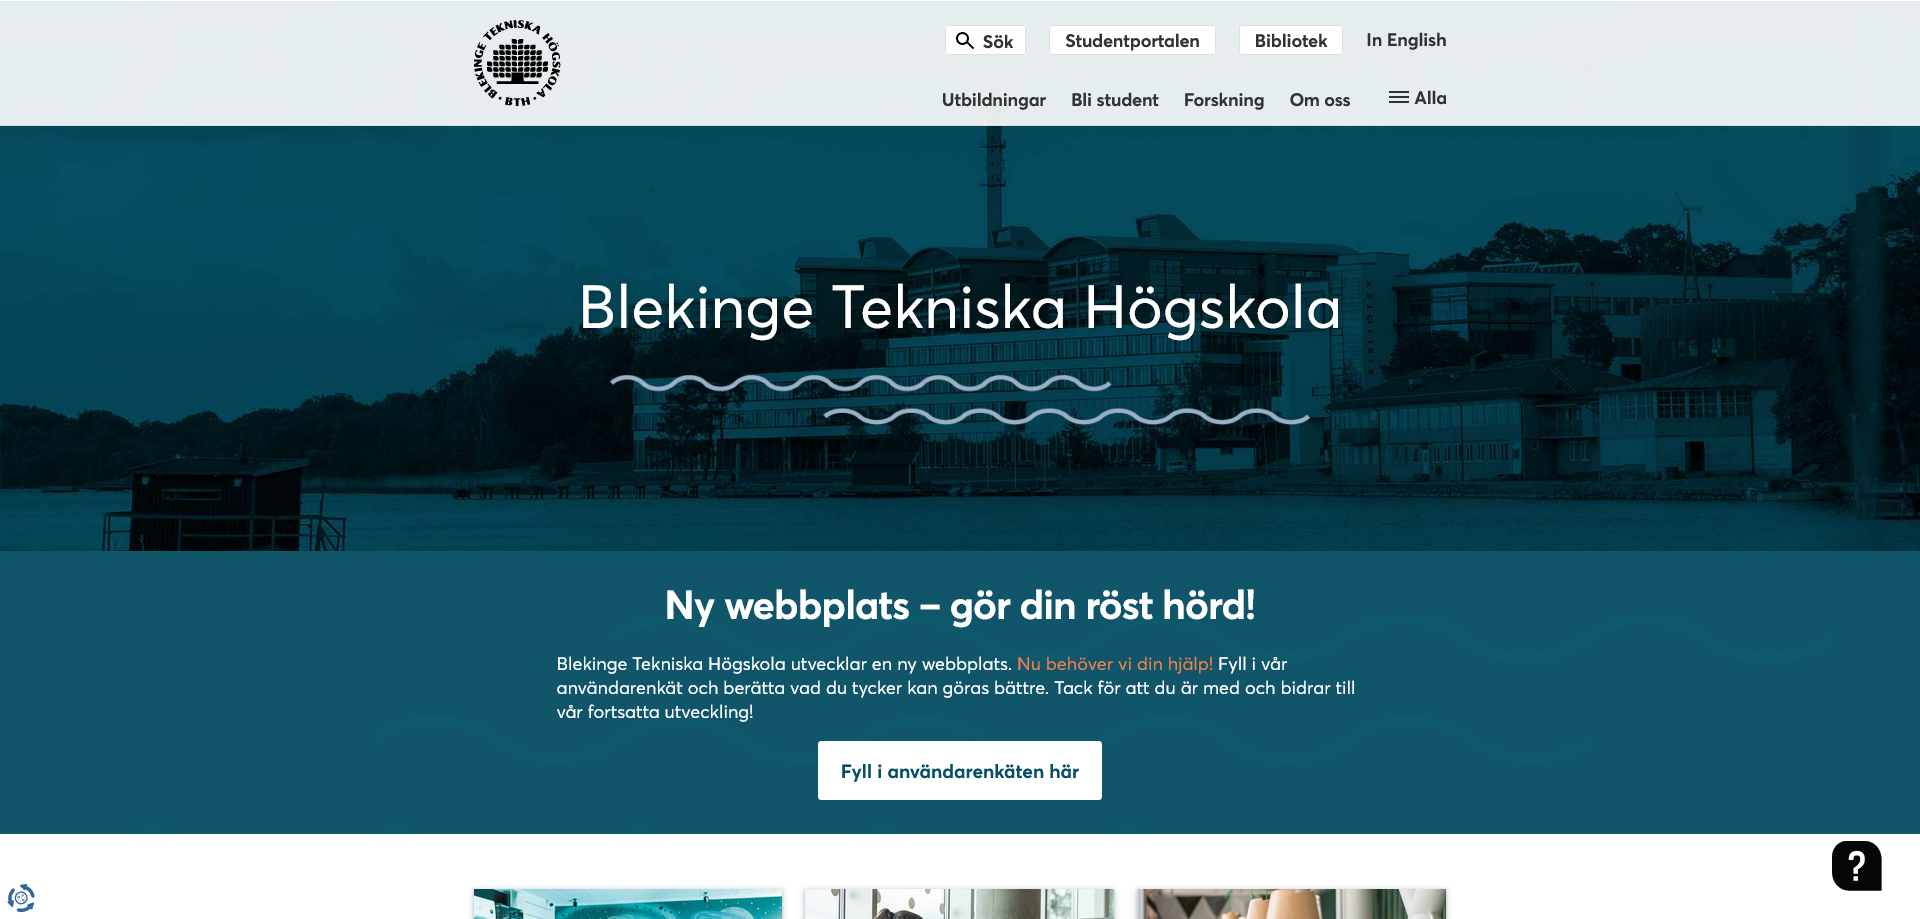 BLEKINGE TEKNISKA HÖGSKOLA
· BTH ·
Sök
Studentportalen
Bibliotek
In English
Utbildningar
Bli student
Forskning
Om oss
Alla
Blekinge Tekniska Högskola
Ny webbplats – gör din röst hörd!
Blekinge Tekniska Högskola utvecklar en ny webbplats. Nu behöver vi din hjälp! Fyll i vår
användarenkät och berätta vad du tycker kan göras bättre. Tack för att du är med och bidrar till
vår fortsatta utveckling!
Fyll i användarenkäten här
?